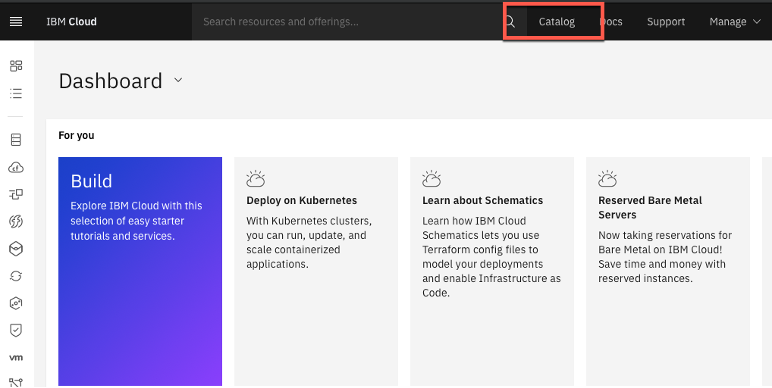 IBM Cloud
Search resources and offerings...
Catalog
Docs
Support
Manage
Dashboard
For you
Build
Explore IBM Cloud with this
selection of easy starter
tutorials and services.
Deploy on Kubernetes
With Kubernetes clusters,
you can run, update, and
scale containerized
applications.
Learn about Schematics
Learn how IBM Cloud
Schematics lets you use
Terraform config files to
model your deployments
and enable Infrastructure as
Code.
Reserved Bare Metal
Servers
Now taking reservations for
Bare Metal on IBM Cloud!
Save time and money with
reserved instances.
vm